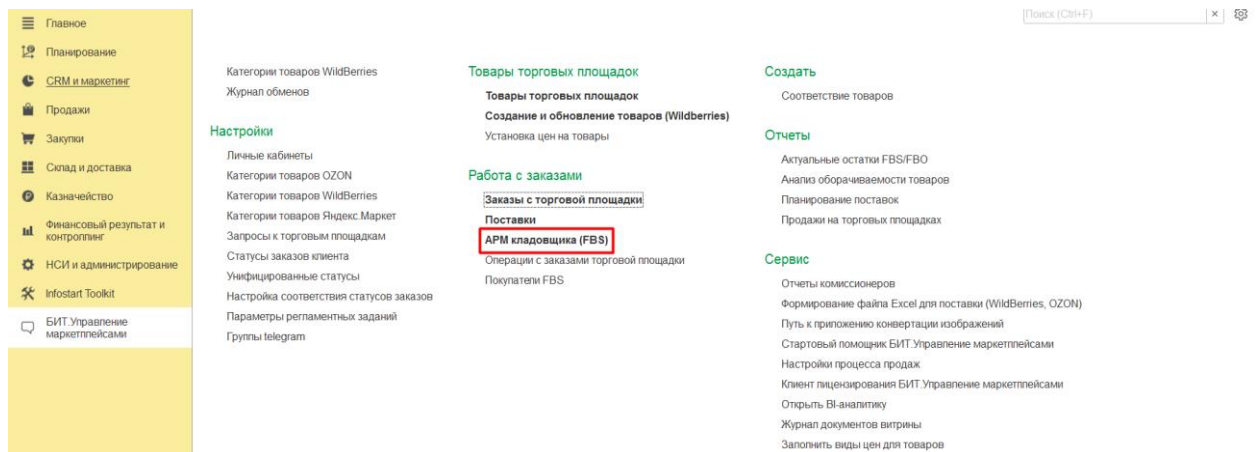 Поиск (Ctrl+F)
Главное
Планирование
CRM и маркетинг
Продажи
Закупки
Склад и доставка
Казначейство
Финансовый результат и
контроллинг
НСИ и администрирование
Infostart Toolkit
БИТ.Управление
маркетплейсами
Категории товаров WildBerries
Журнал обменов
Настройки
Личные кабинеты
Категории товаров OZON
Категории товаров WildBerries
Категории товаров Яндекс.Маркет
Запросы к торговым площадкам
Статусы заказов клиента
Унифицированные статусы
Настройка соответствия статусов заказов
Параметры регламентных заданий
Группы telegram
Товары торговых площадок
Товары торговых площадок
Создание и обновление товаров (Wildberries)
Установка цен на товары
Работа с заказами
Заказы с торговой площадки
Поставки
АРМ кладовщика (FBS)
Операции с заказами торговой площадки
Покупатели FBS
Создать
Соответствие товаров
Отчеты
Актуальные остатки FBS/FBO
Анализ оборачиваемости товаров
Планирование поставок
Продажи на торговых площадках
Сервис
Отчеты комиссионеров
Формирование файла Excel для поставки (WildBerries, OZON)
Путь к приложению конвертации изображений
Стартовый помощник БИТ.Управление маркетплейсами
Настройки процесса продаж
Клиент лицензирования БИТ.Управление маркетплейсами
Открыть BI-аналитику
Журнал документов витрины
Заполнить виды цен для товаров